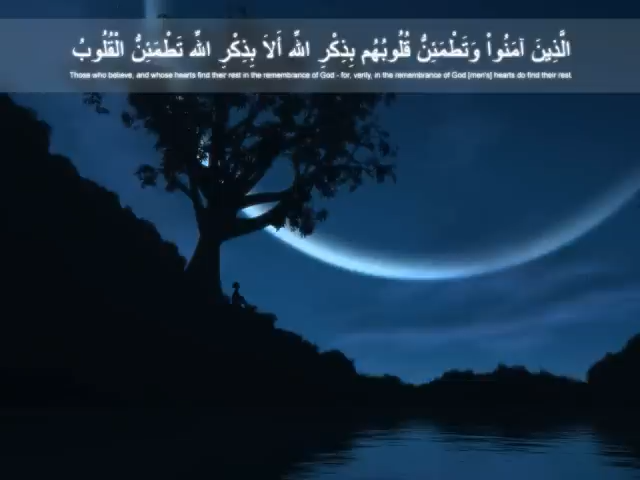 الَّذِينَ آمَنُواْ وَتَطْمَئِنُّ قُلُوبُهُم بِذِكْرِ اللّهِ أَلاَ بِذِكْرِ اللّهِ تَطْمَئِنُّ الْقُلُوبُ
Those who believe, and whose hearts find their rest in the remembrance of God - for, verily, in the remembrance of God [men's] hearts do find their rest